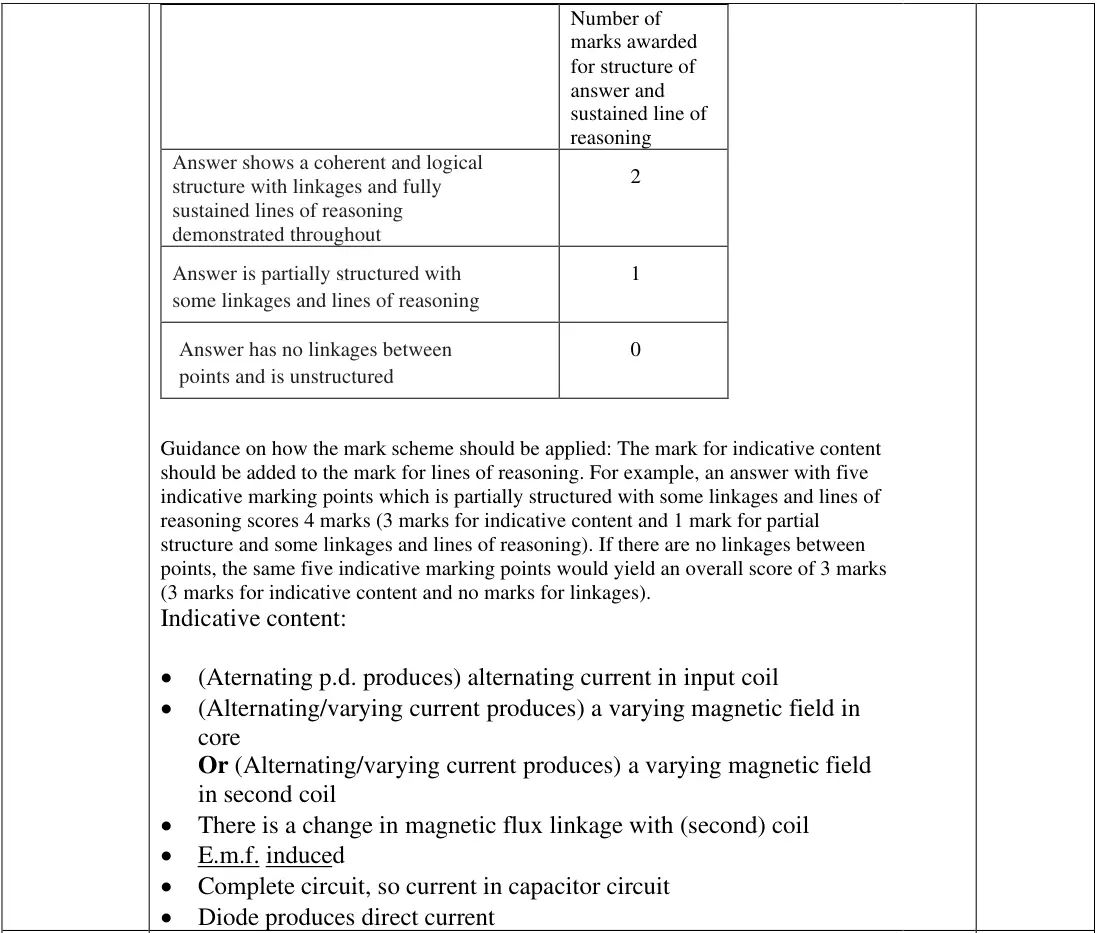 Number of
marks awarded
for structure of
answer and
sustained line of
reasoning
Answer shows a coherent and logical
structure with linkages and fully
sustained lines of reasoning
demonstrated throughout
2
Answer is partially structured with
some linkages and lines of reasoning
1
Answer has no linkages between
points and is unstructured
0
Guidance on how the mark scheme should be applied: The mark for indicative content
should be added to the mark for lines of reasoning. For example, an answer with five
indicative marking points which is partially structured with some linkages and lines of
reasoning scores 4 marks (3 marks for indicative content and 1 mark for partial
structure and some linkages and lines of reasoning). If there are no linkages between
points, the same five indicative marking points would yield an overall score of 3 marks
(3 marks for indicative content and no marks for linkages).
Indicative content:
• (Aternating p.d. produces) alternating current in input coil
• (Alternating/varying current produces) a varying magnetic field in
core
Or (Alternating/varying current produces) a varying magnetic field
in second coil
• There is a change in magnetic flux linkage with (second) coil
• E.m.f. induced
• Complete circuit, so current in capacitor circuit
• Diode produces direct current